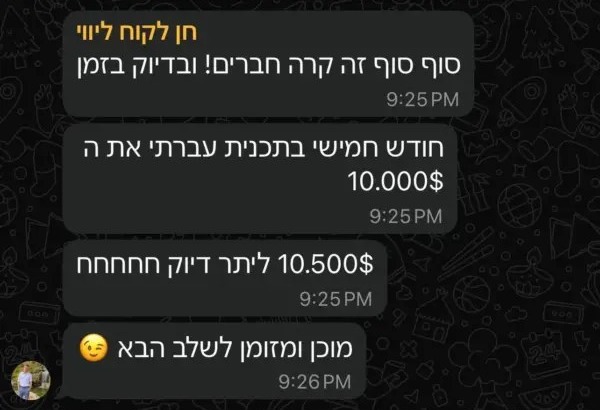 חן לקוח ליווי
סוף סוף זה קרה חברים! ובדיוק בזמן
9:25 PM
חודש חמישי בתכנית עברתי את ה
10.000$
9:25 PM
10.500$ ליתר דיוק חחחחח
9:25 PM
מוכן ומזומן לשלב הבא 😉
9:26 PM